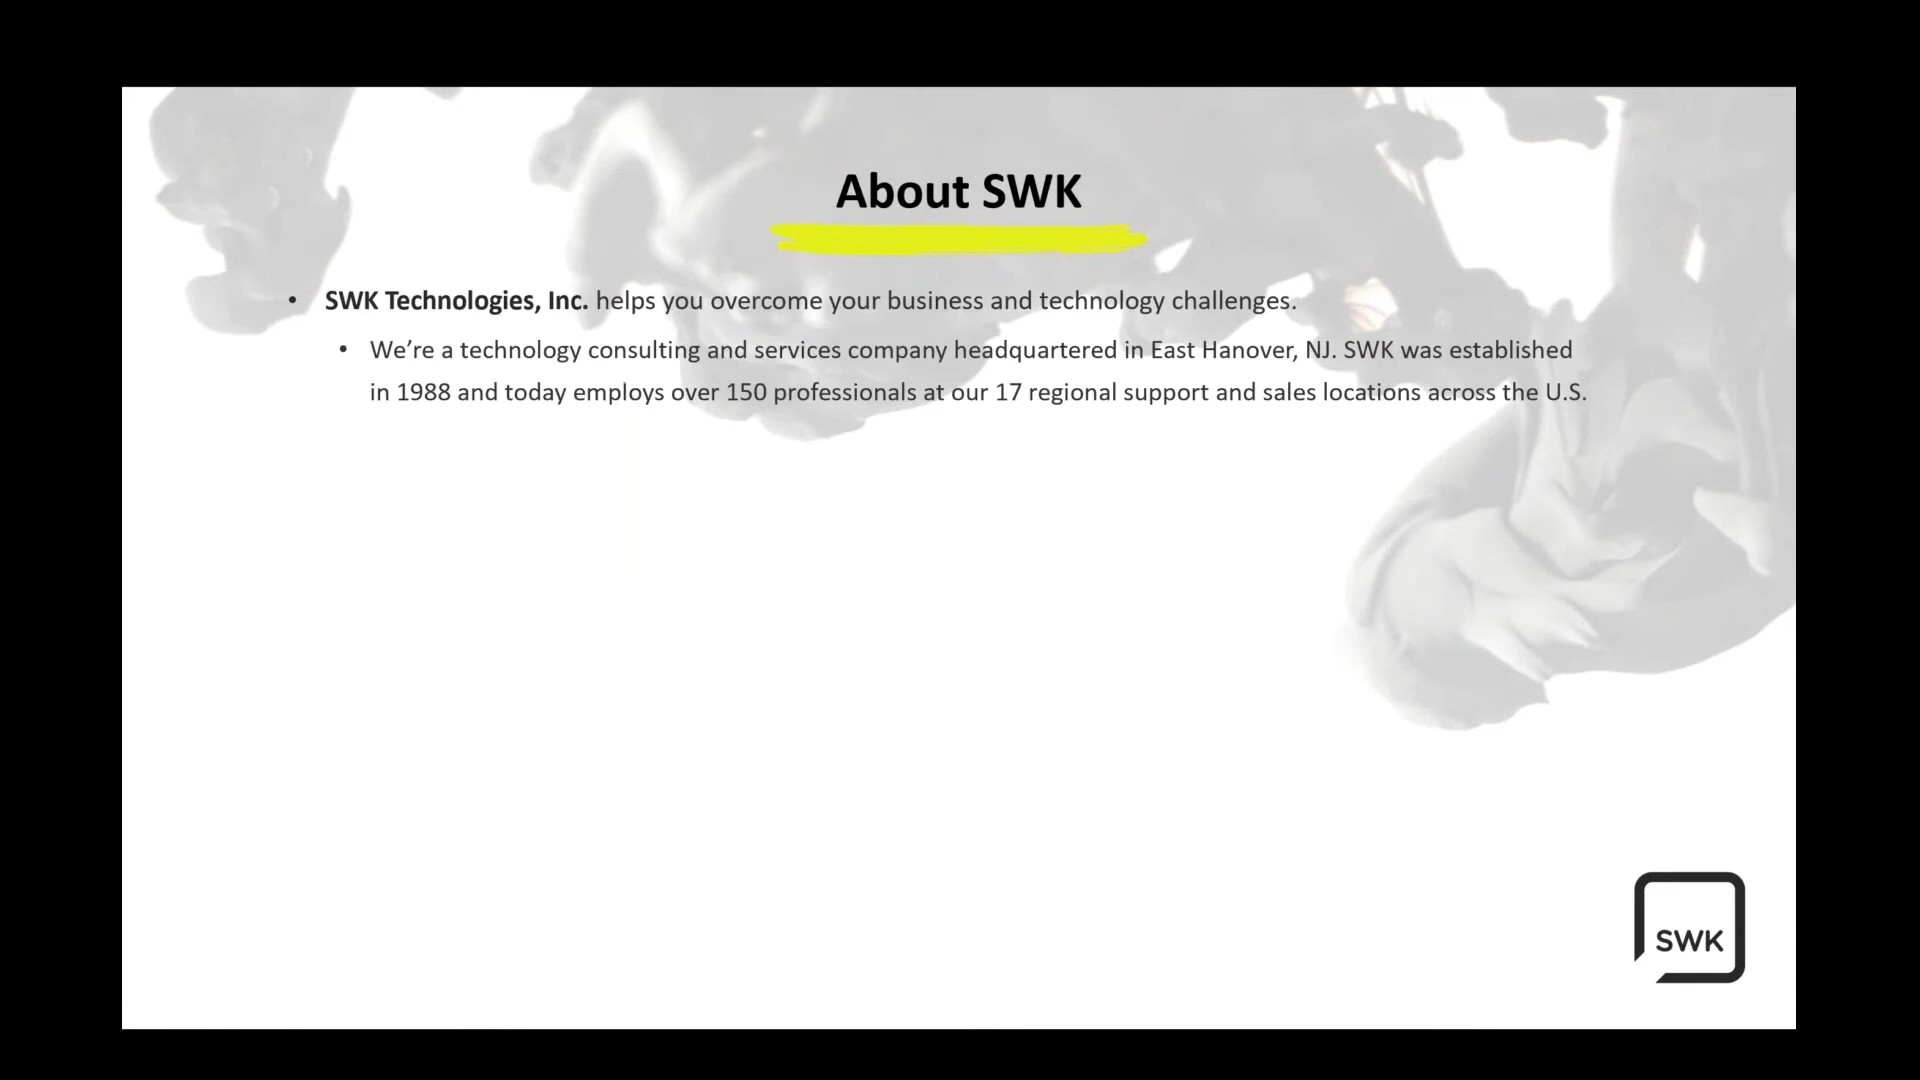 About SWK
• SWK Technologies, Inc. helps you overcome your business and technology challenges.
• We’re a technology consulting and services company headquartered in East Hanover, NJ. SWK was established
in 1988 and today employs over 150 professionals at our 17 regional support and sales locations across the U.S.
SWK